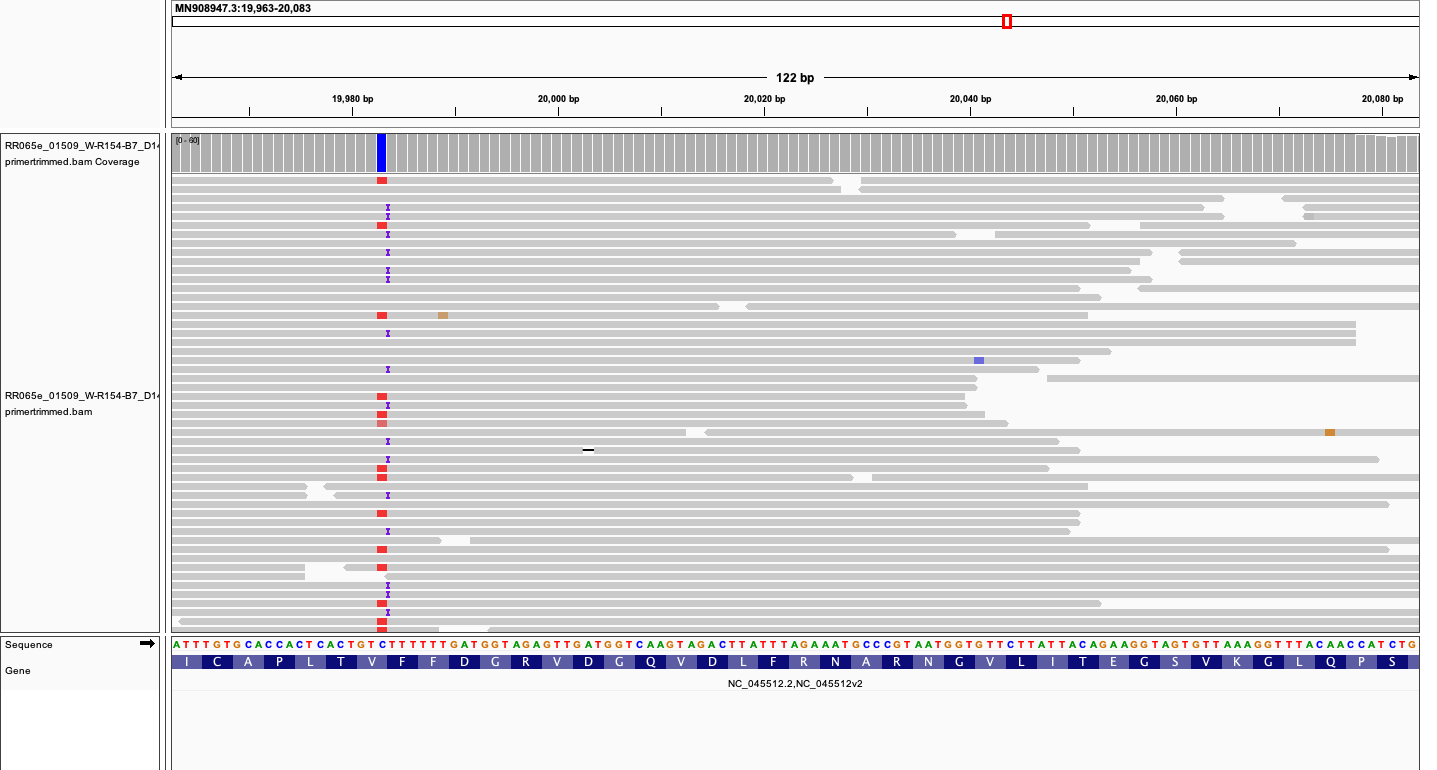 MN908947.3:19,963-20,083
122 bp
19,980 bp 20,000 bp 20,020 bp 20,040 bp 20,060 bp 20,080 bp
RR065e_01509_W-R154-B7_D14
primertrimmed.bam Coverage
[0 - 60]
RR065e_01509_W-R154-B7_D14
primertrimmed.bam
Sequence
ATTTGTGCACCACTCACTGTCTTTTTTGATGGTAGAGTTGATGGTCAAGTAGACTTATTTAGAAATGCCCGTAATGGTGTTCTTATTACAGAAGGTAGTGTTAAAGGTTTACAACCATCTG
Gene
I C A P L T V F F D G R V D G Q V D L F R N A R N G V L I T E G S V K G L Q P S
NC_045512.2,NC_045512v2